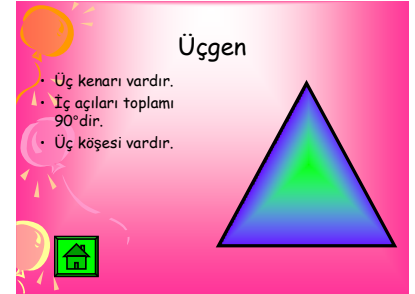 Üçgen
• Üç kenarı vardır.
• İç açıları toplamı
90°dir.
• Üç köşesi vardır.